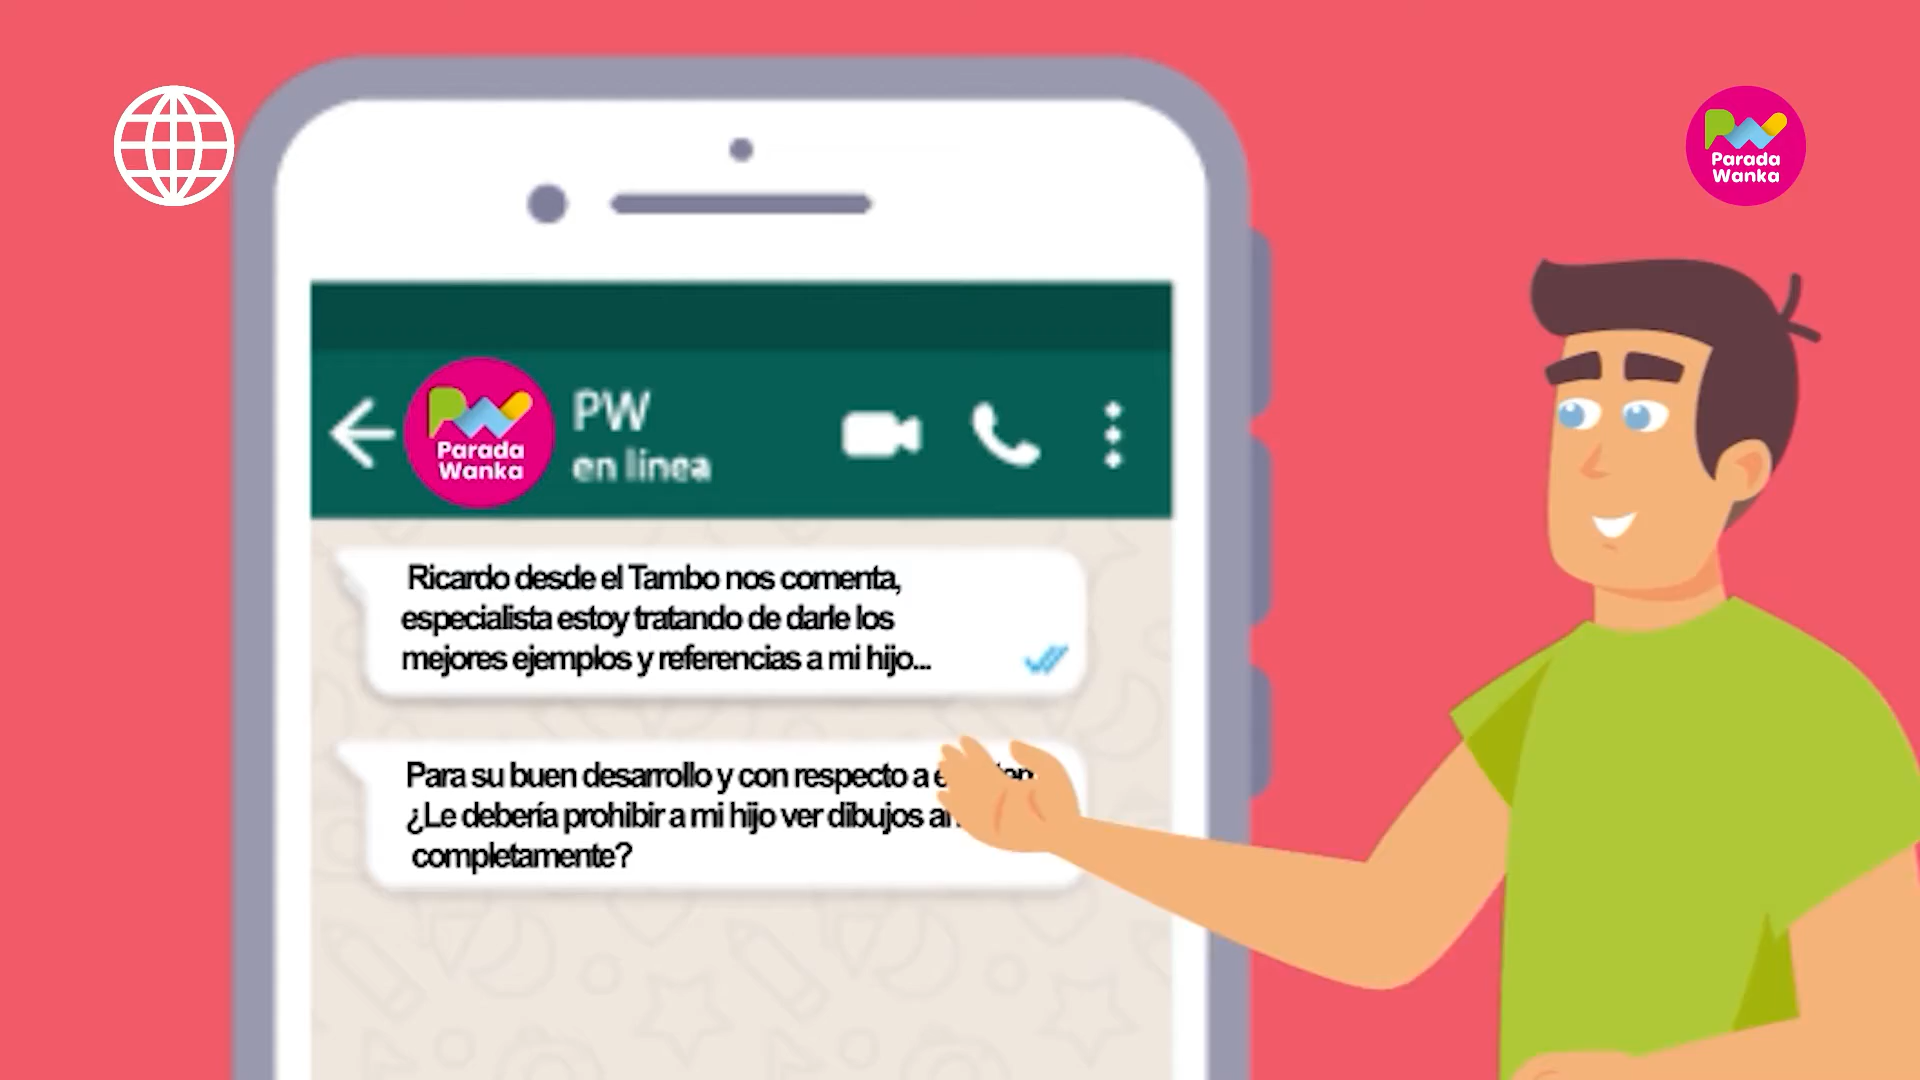 Parada
Wanka
PW
en línea
Parada
Wanka
Ricardo desde el Tambo nos comenta,
especialista estoy tratando de darle los
mejores ejemplos y referencias a mi hijo...
Para su buen desarrollo y con respecto a
¿Le debería prohibir a mi hijo ver dibujos
completamente?